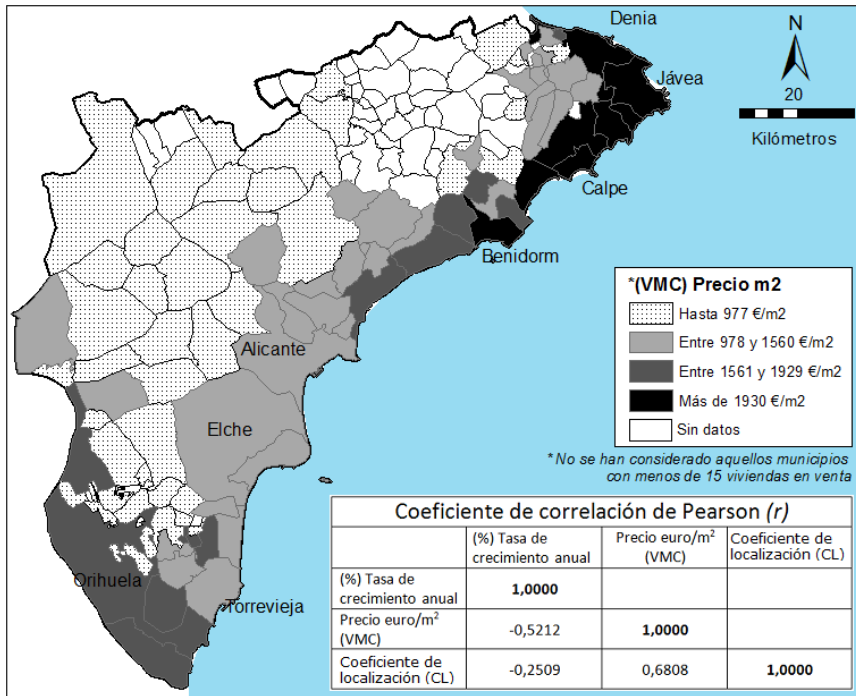 Denia
N
Jávea
20
Kilómetros
Calpe
Benidorm
*(VMC) Precio m2
Hasta 977 €/m2
Entre 978 y 1560 €/m2
Entre 1561 y 1929 €/m2
Más de 1930 €/m2
Sin datos
Alicante
Elche
* No se han considerado aquellos municipios
con menos de 15 viviendas en venta
Orihuela
Torrevieja
Coeficiente de correlación de Pearson (r)
(%) Tasa de crecimiento anual
Precio euro/m² (VMC)
Coeficiente de localización (CL)
(%) Tasa de crecimiento anual
1,0000
Precio euro/m² (VMC)
-0,5212
1,0000
Coeficiente de localización (CL)
-0,2509
0,6808
1,0000